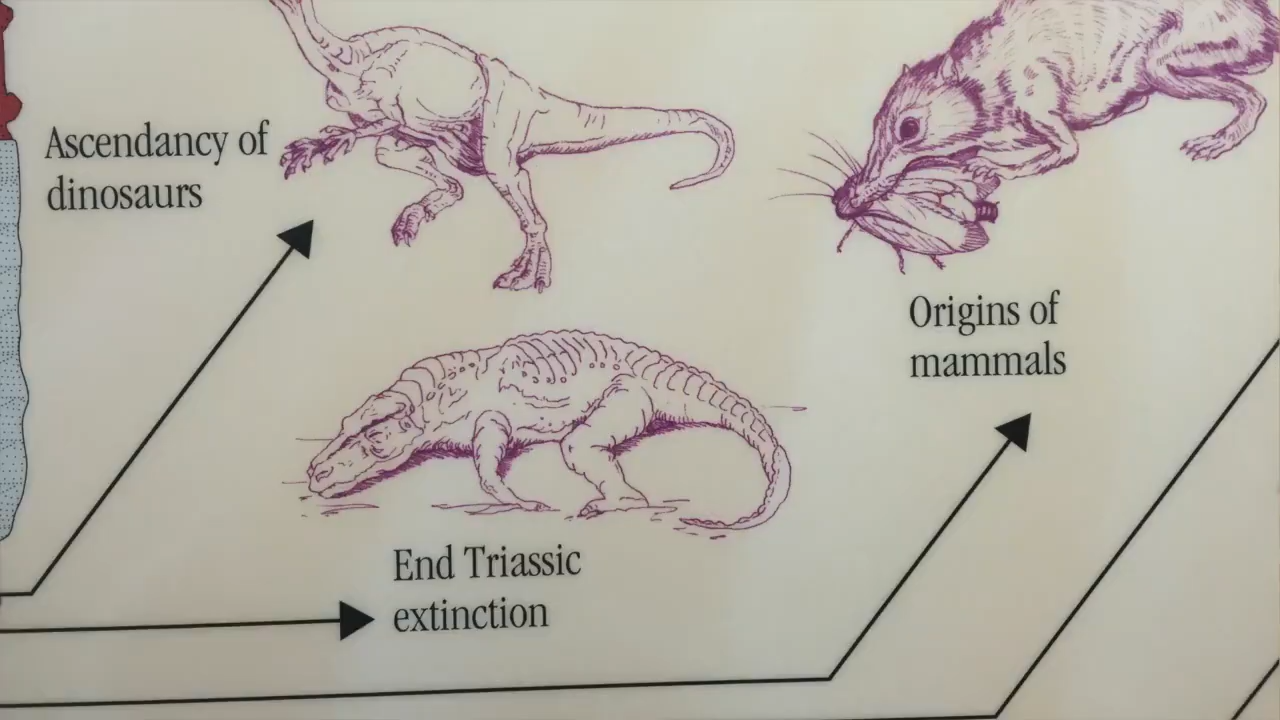 Ascendancy of
dinosaurs
Origins of
mammals
End Triassic
extinction